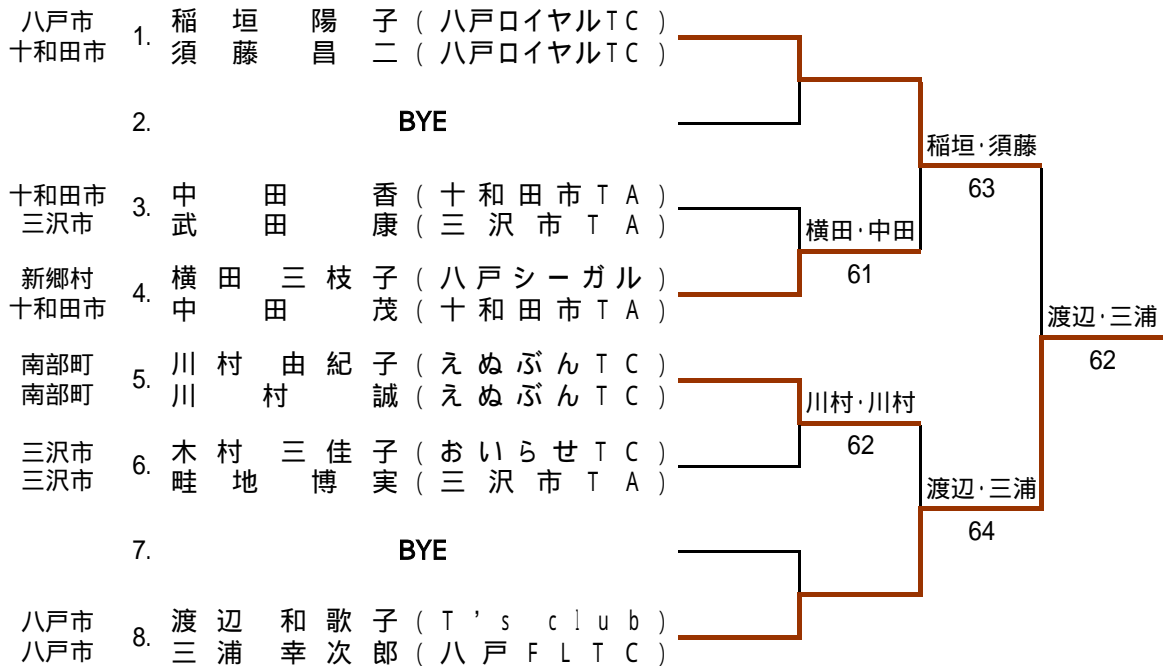 八戸市 1. 稲垣陽子(八戸ロイヤルTC)
十和田市 須藤昌二(八戸ロイヤルTC)
2. BYE
稲垣・須藤
63
十和田市 3. 中田香(十和田市TA)
三沢市 武田康(三沢市TA)
横田・中田
61
新郷村 4. 横田三枝子(八戸シーガル)
十和田市 中田茂(十和田市TA)
渡辺・三浦
62
南部町 5. 川村由紀子(えぬぶんTC)
南部町 川村誠(えぬぶんTC)
川村・川村
62
三沢市 6. 木村三佳子(おいらせTC)
三沢市 畦地博実(三沢市TA)
渡辺・三浦
64
7. BYE
八戸市 8. 渡辺和歌子(T's club)
八戸市 三浦幸次郎(八戸FLTC)